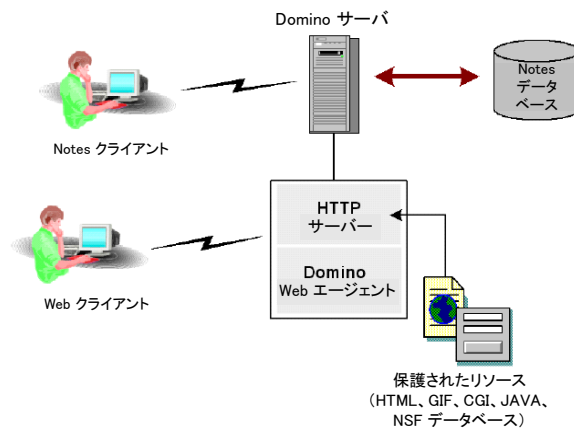 Domino サーバ
Notes
データ
ベース
Notes クライアント
HTTP
サーバー
Domino
Web エージェント
Web クライアント
保護されたリソース
（HTML、GIF、CGI、JAVA、
NSF データベース）